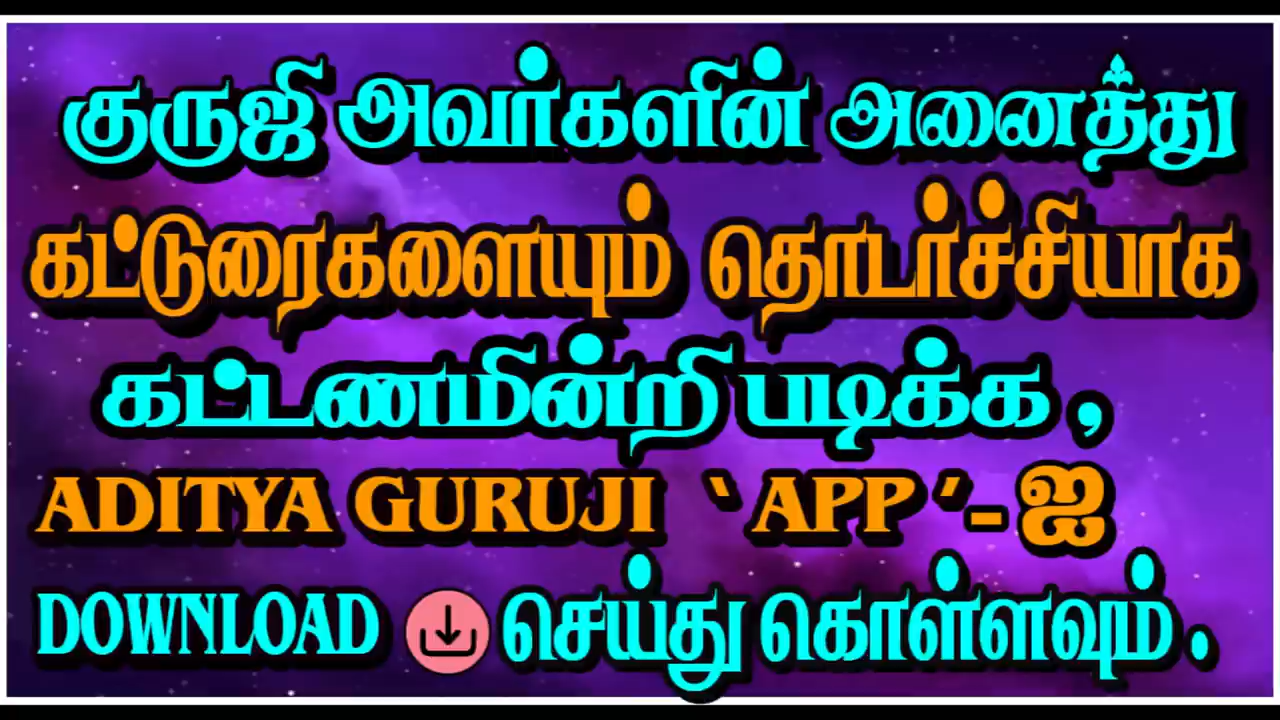 குருஜி அவர்களின் அனைத்து
கட்டுரைகளையும் தொடர்ச்சியாக
கட்டணமின்றி படிக்க ,
ADITYA GURUJI ‘ APP ’- ஐ
DOWNLOAD செய்து கொள்ளவும் .